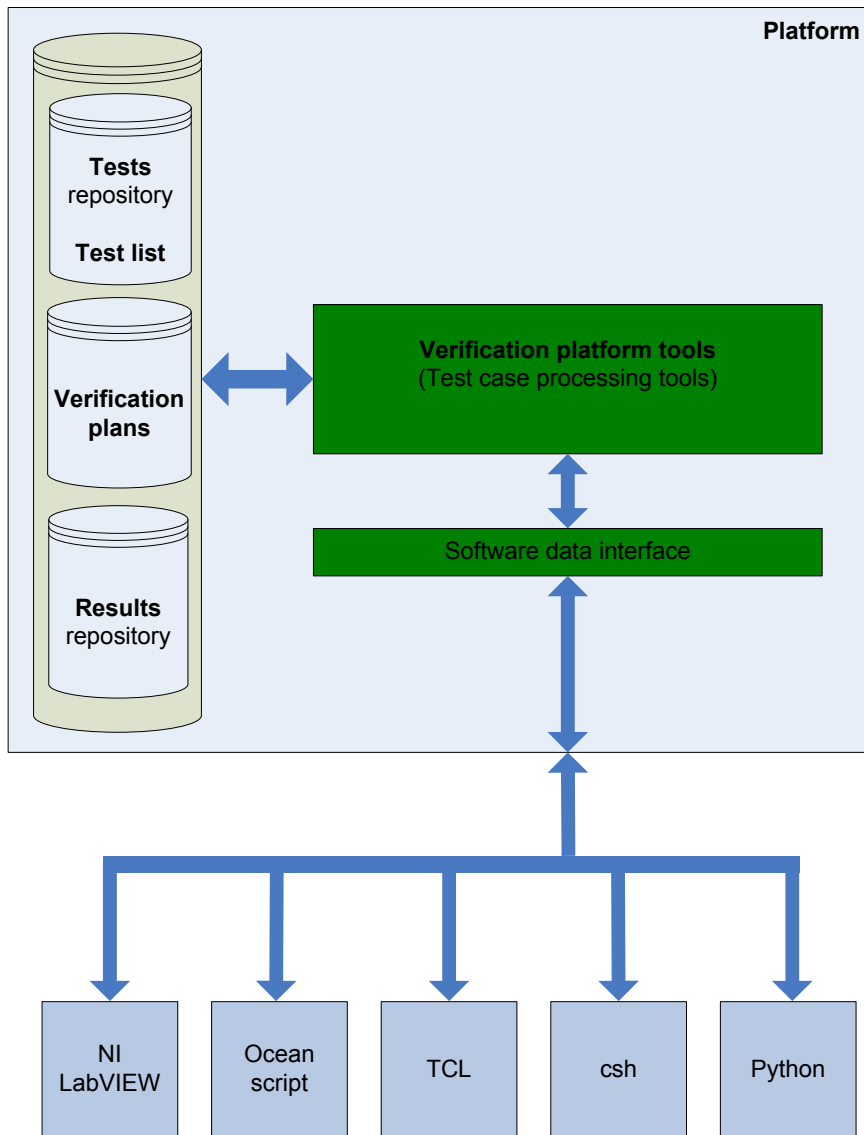 Platform
Tests
repository
Test list
Verification
plans
Results
repository
Verification platform tools
(Test case processing tools)
Software data interface
NI
LabVIEW
Ocean
script
TCL
csh
Python